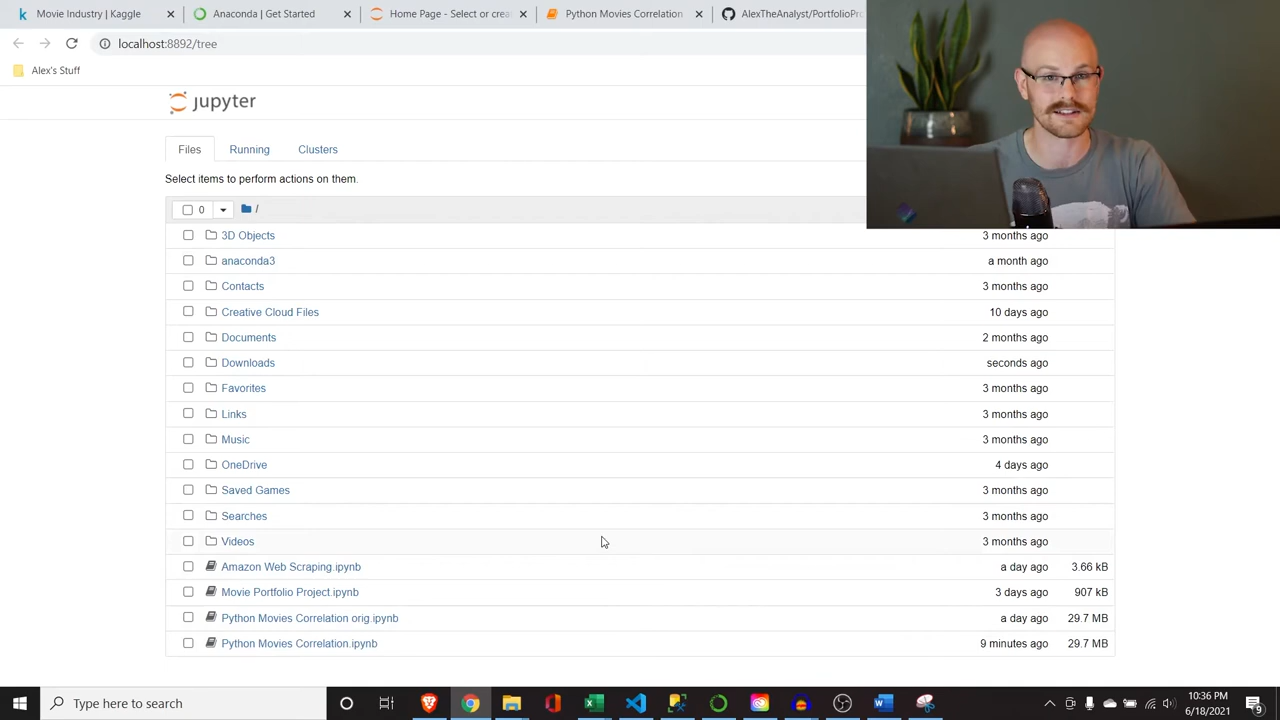 Movie Industry | Kaggle
Anaconda | Get Started
Home Page - Select or crea
Python Movies Correlation
AlexTheAnalyst/PortfolioPro
localhost:8892/tree
Alex's Stuff
jupyter
Files Running Clusters
Select items to perform actions on them.
0 /
3D Objects 3 months ago
anaconda3 a month ago
Contacts 3 months ago
Creative Cloud Files 10 days ago
Documents 2 months ago
Downloads seconds ago
Favorites 3 months ago
Links 3 months ago
Music 3 months ago
OneDrive 4 days ago
Saved Games 3 months ago
Searches 3 months ago
Videos 3 months ago
Amazon Web Scraping.ipynb a day ago 3.66 kB
Movie Portfolio Project.ipynb 3 days ago 907 kB
Python Movies Correlation orig.ipynb a day ago 29.7 MB
Python Movies Correlation.ipynb 9 minutes ago 29.7 MB
Type here to search
10:36 PM
6/18/2021
9